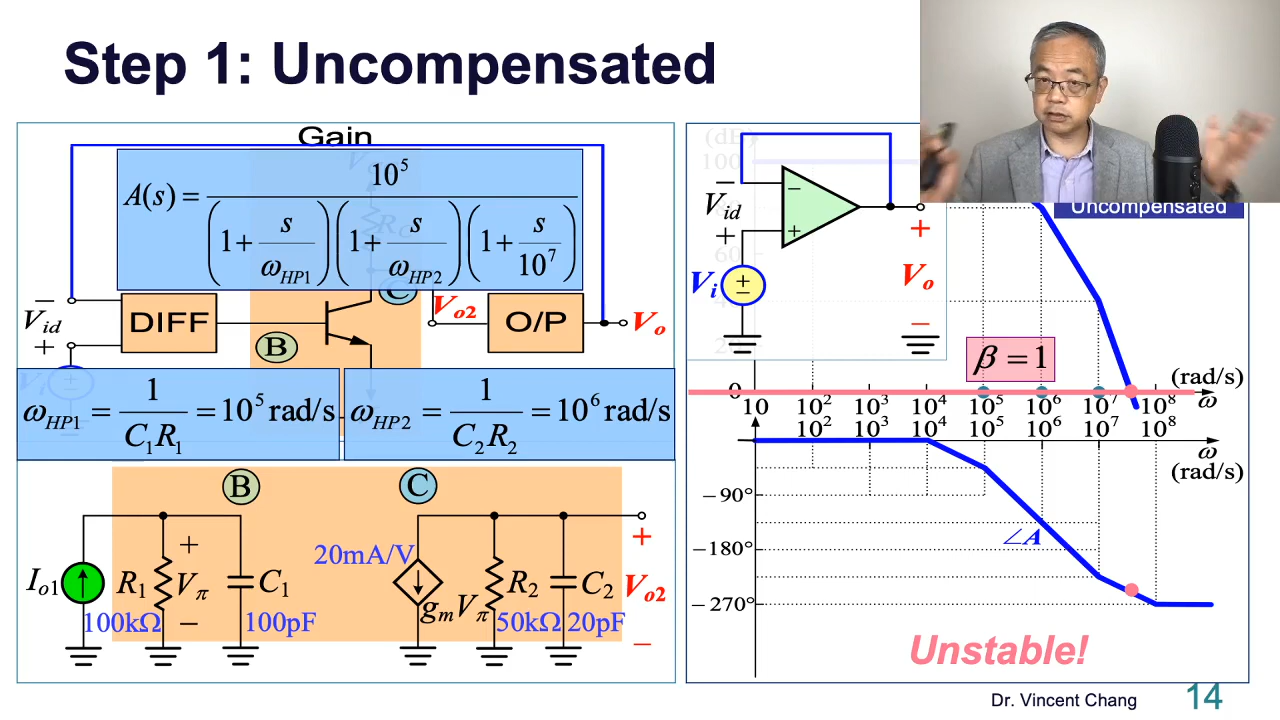 Step 1: Uncompensated
Gain
A(s) = 10^5 / (1 + s/ω_HP1)(1 + s/ω_HP2)(1 + s/10^7)
C
V_o2
− V_id +
DIFF
B
O/P
V_o
V_i
ω_HP1 = 1/(C_1R_1) = 10^5 rad/s
ω_HP2 = 1/(C_2R_2) = 10^6 rad/s
B
C
I_o1
R_1
+ V_π −
C_1
100kΩ
100pF
20mA/V
g_mV_π
R_2
C_2
50kΩ
20pF
+ V_o2 −
(dB)
100
− V_id +
− +
V_i
+ V_o −
Uncompensated
β = 1
0
(rad/s)
10 10^2 10^3 10^4 10^5 10^6 10^7 10^8 ω
10^2 10^3 10^4 10^5 10^6 10^7 10^8 ω
(rad/s)
−90°
−180°
−270°
∠A
Unstable!
Dr. Vincent Chang
14